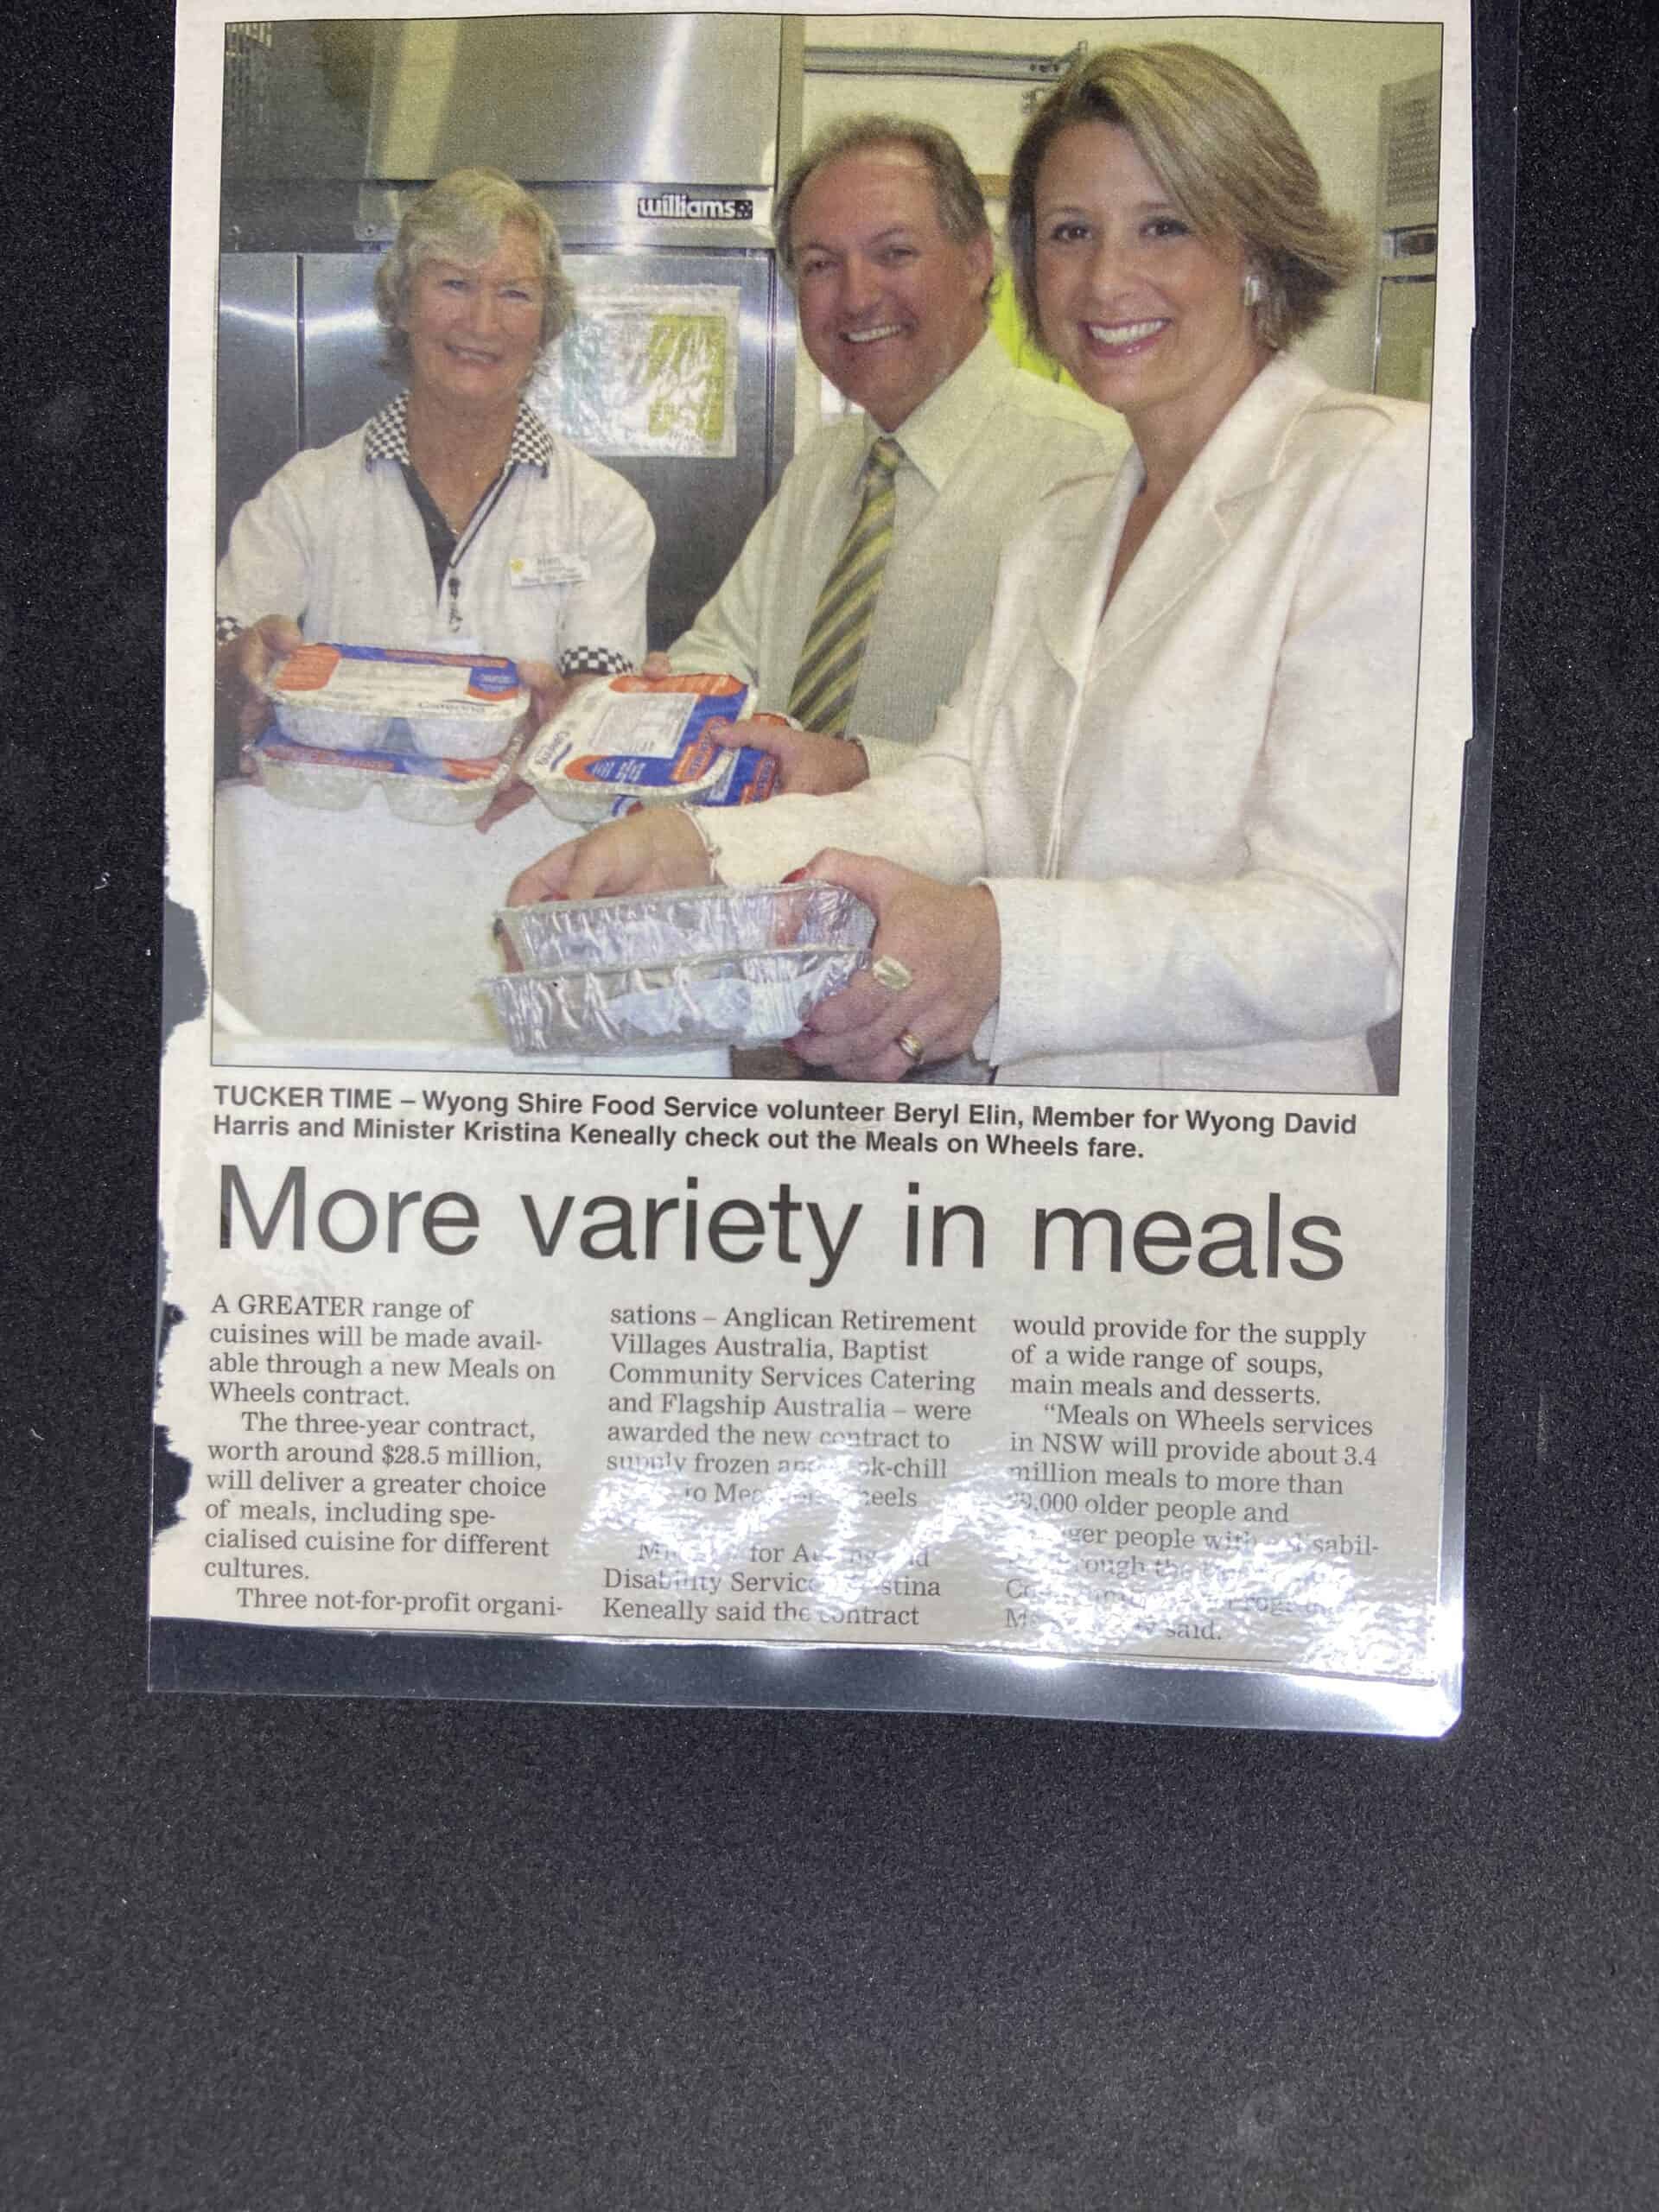 williams
TUCKER TIME – Wyong Shire Food Service volunteer Beryl Elin, Member for Wyong David
Harris and Minister Kristina Keneally check out the Meals on Wheels fare.
More variety in meals
A GREATER range of
cuisines will be made avail-
able through a new Meals on
Wheels contract.
The three-year contract,
worth around $28.5 million,
will deliver a greater choice
of meals, including spe-
cialised cuisine for different
cultures.
Three not-for-profit organi-
sations – Anglican Retirement
Villages Australia, Baptist
Community Services Catering
and Flagship Australia – were
awarded the new contract to
supply frozen
for
Disability
Keneally said the contract
would provide for the supply
of a wide range of soups,
main meals and desserts.
"Meals on Wheels services
in NSW will provide about 3.4
million meals to more than
older people and
people with
said.